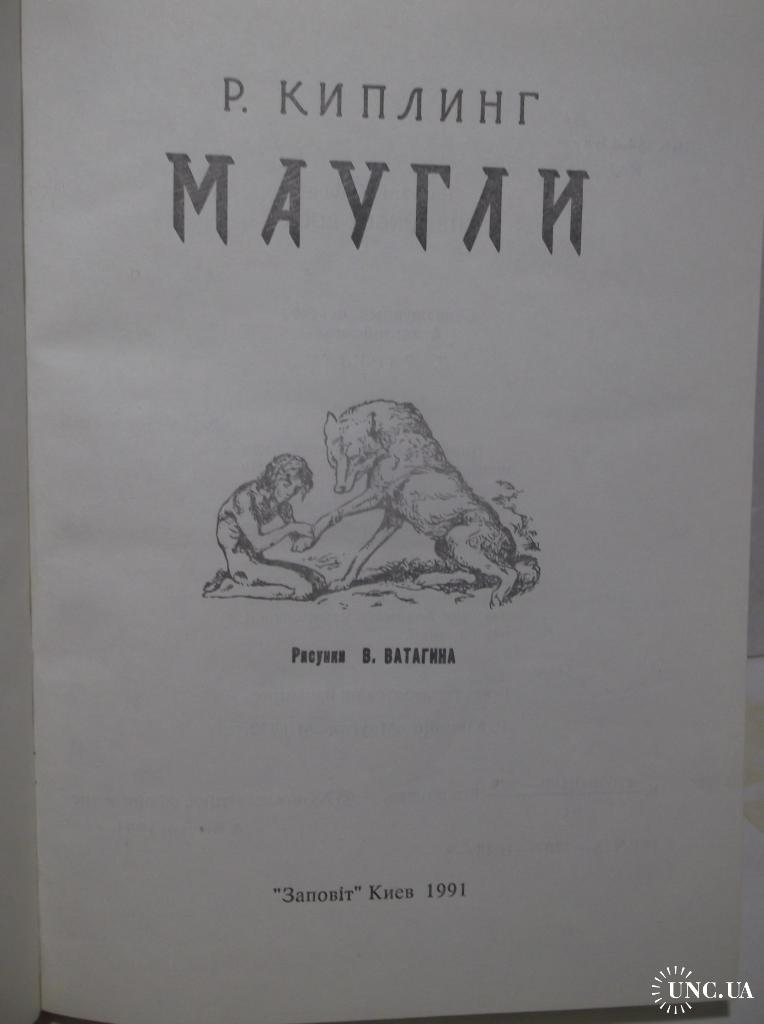 Р. КИПЛИНГ
МАУГЛИ
Рисунки В. ВАТАГИНА
"Заповіт" Киев 1991
UNC.UA